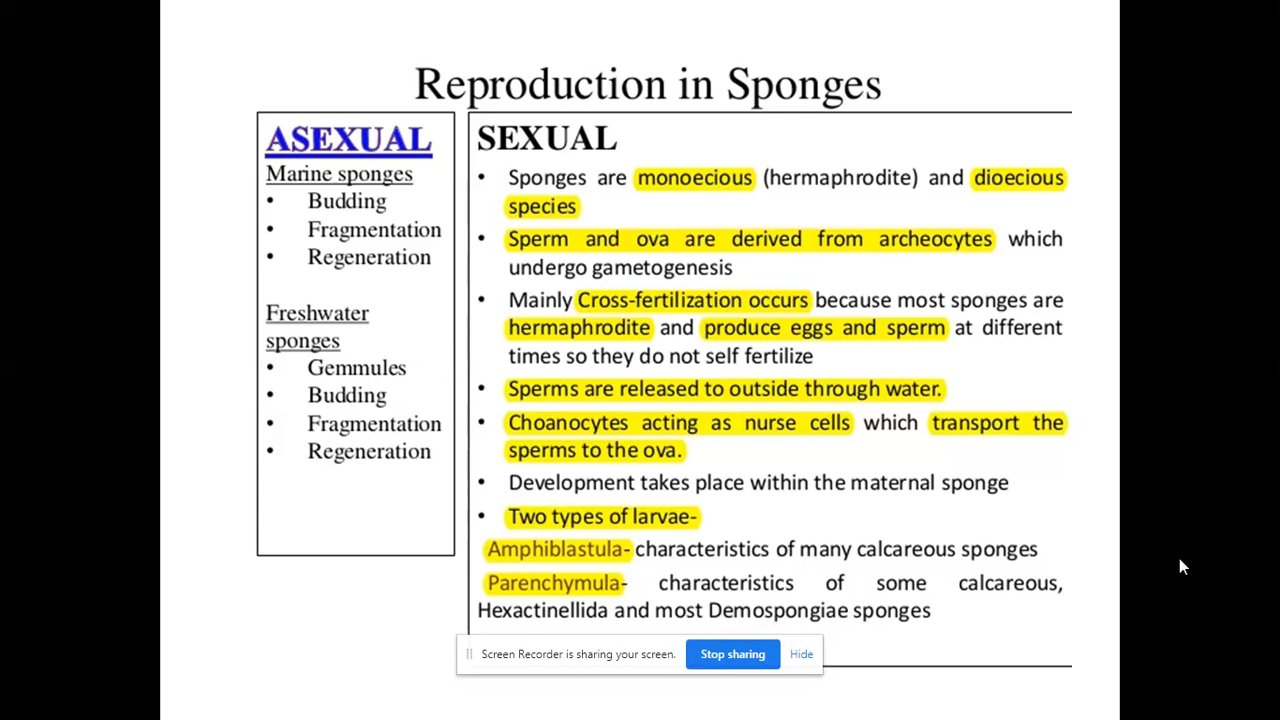 Reproduction in Sponges
ASEXUAL
Marine sponges
• Budding
• Fragmentation
• Regeneration
Freshwater
sponges
• Gemmules
• Budding
• Fragmentation
• Regeneration
SEXUAL
• Sponges are monoecious (hermaphrodite) and dioecious
species
• Sperm and ova are derived from archeocytes which
undergo gametogenesis
• Mainly Cross-fertilization occurs because most sponges are
hermaphrodite and produce eggs and sperm at different
times so they do not self fertilize
• Sperms are released to outside through water.
• Choanocytes acting as nurse cells which transport the
sperms to the ova.
• Development takes place within the maternal sponge
• Two types of larvae-
Amphiblastula- characteristics of many calcareous sponges
Parenchymula- characteristics of some calcareous,
Hexactinellida and most Demospongiae sponges
Screen Recorder is sharing your screen. Stop sharing Hide